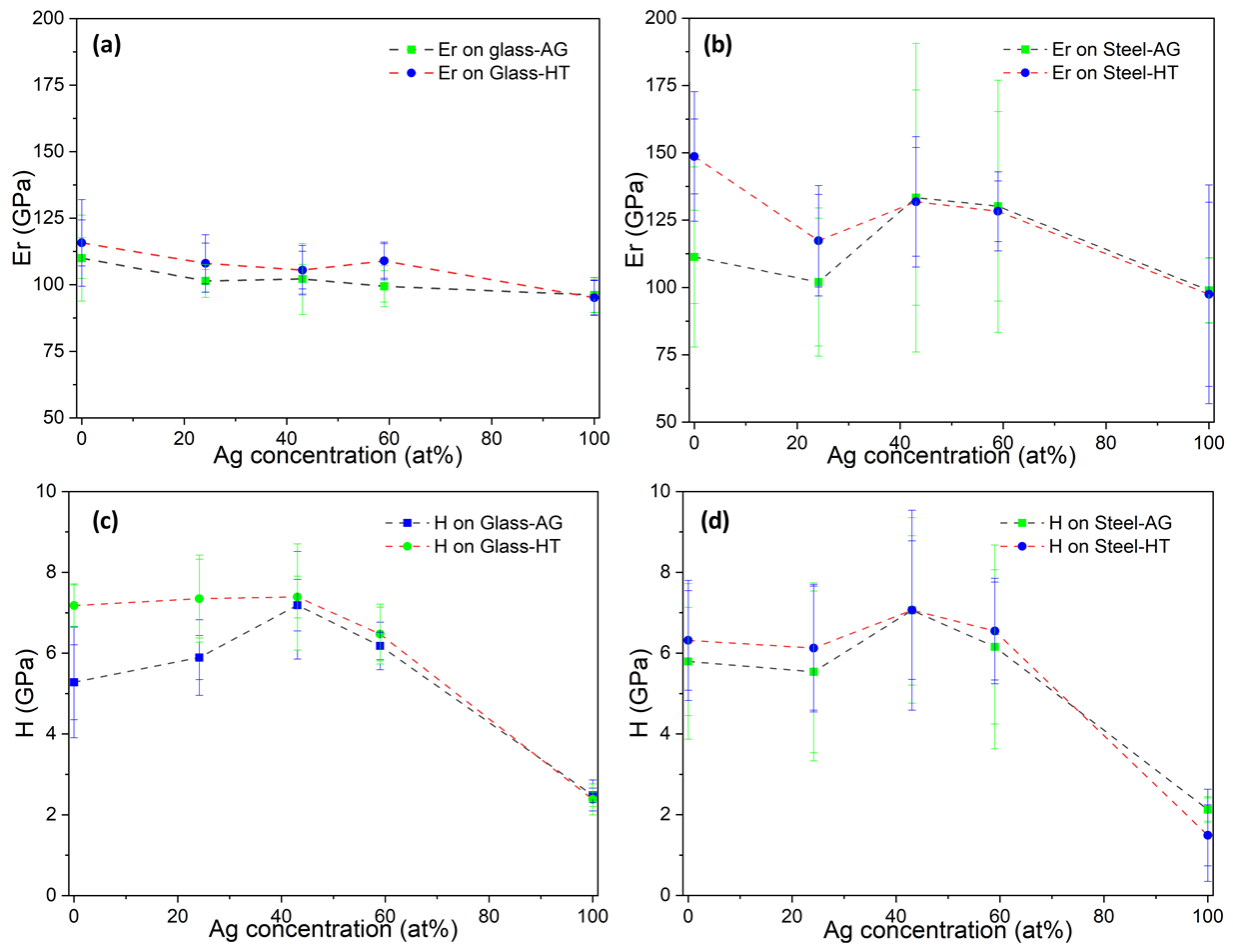 (a)
Er on glass-AG
Er on Glass-HT
200
175
150
125
100
75
50
Er (GPa)
0 20 40 60 80 100
Ag concentration (at%)
(b)
Er on Steel-AG
Er on Steel-HT
200
175
150
125
100
75
50
Er (GPa)
0 20 40 60 80 100
Ag concentration (at%)
(c)
H on Glass-AG
H on Glass-HT
10
8
6
4
2
0
H (GPa)
0 20 40 60 80 100
Ag concentration (at%)
(d)
H on Steel-AG
H on Steel-HT
10
8
6
4
2
0
H (GPa)
0 20 40 60 80 100
Ag concentration (at%)